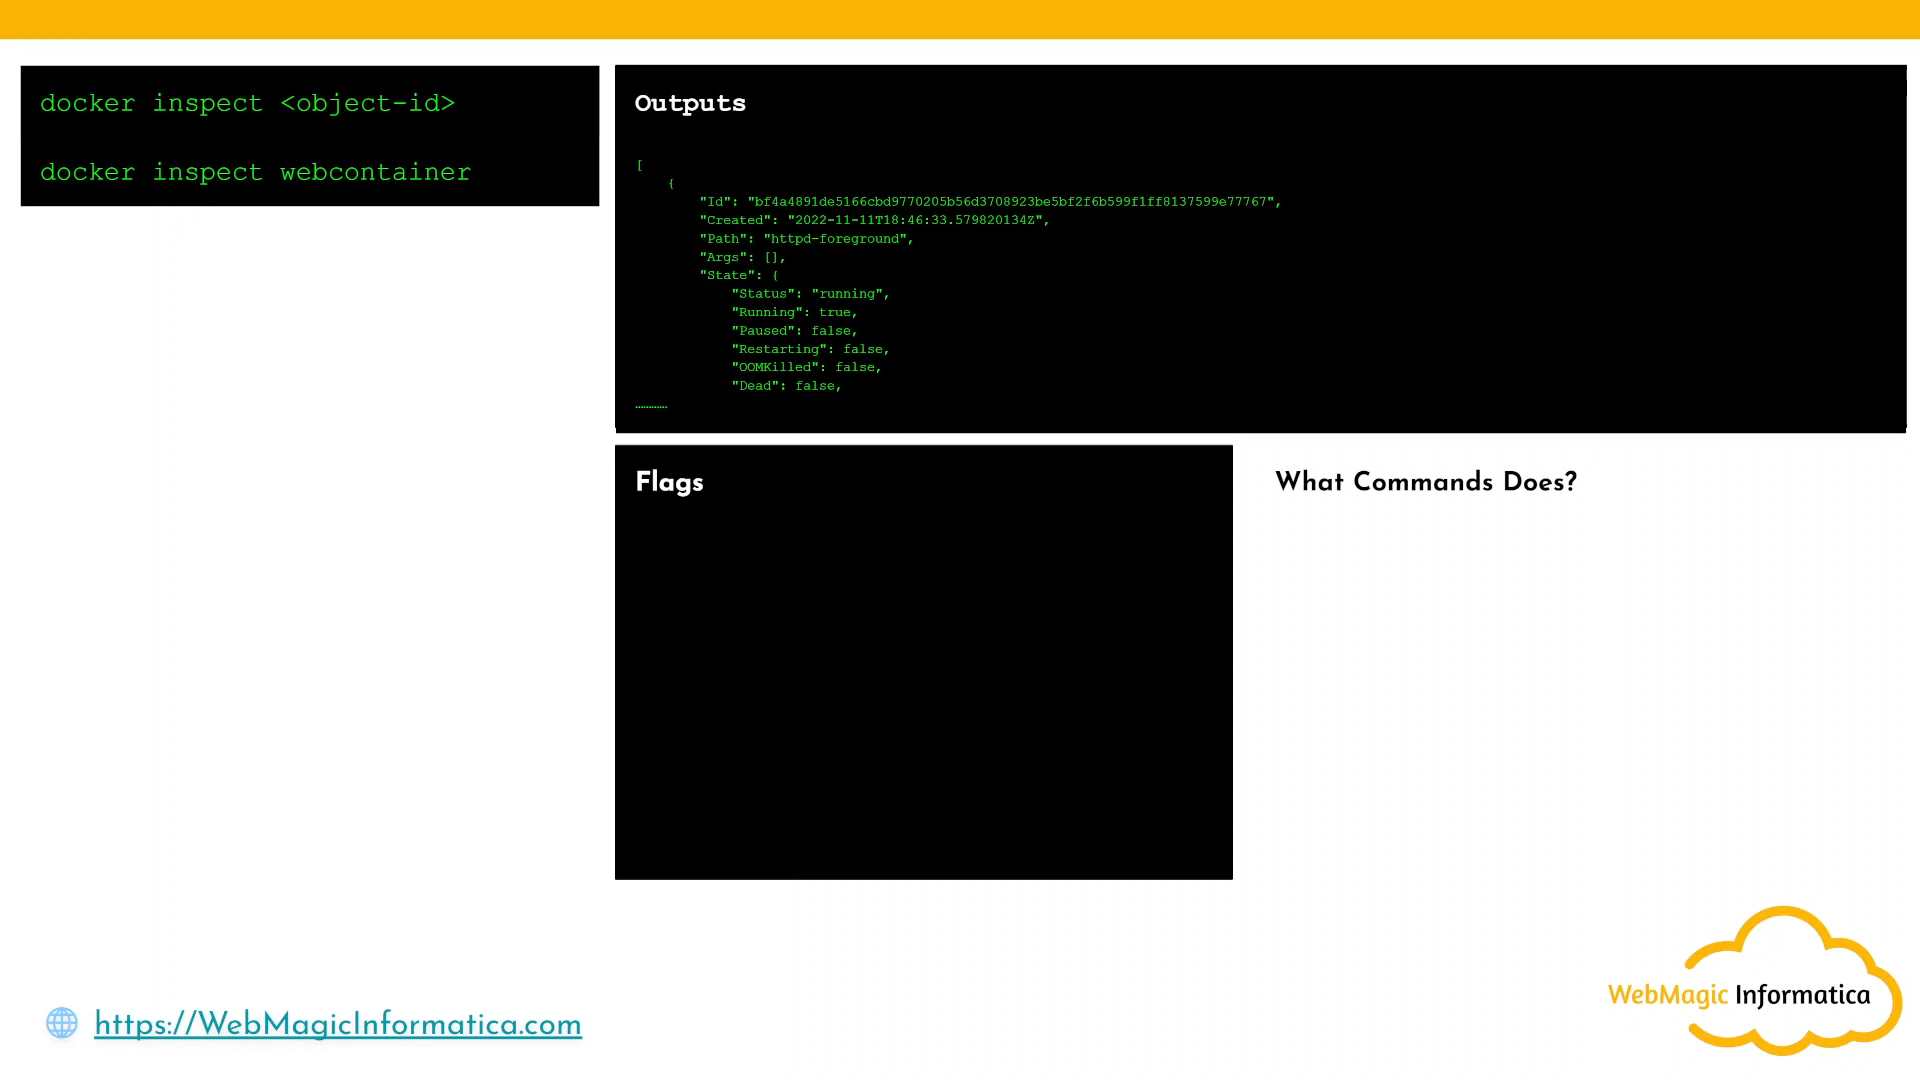 docker inspect <object-id>
docker inspect webcontainer
Outputs
[
    {
        "Id": "bf4a4891de5166cbd9770205b56d3708923be5bf2f6b599f1ff8137599e77767",
        "Created": "2022-11-11T18:46:33.579820134Z",
        "Path": "httpd-foreground",
        "Args": [],
        "State": {
            "Status": "running",
            "Running": true,
            "Paused": false,
            "Restarting": false,
            "OOMKilled": false,
            "Dead": false,
…………
Flags
What Commands Does?
https://WebMagicInformatica.com
WebMagic Informatica